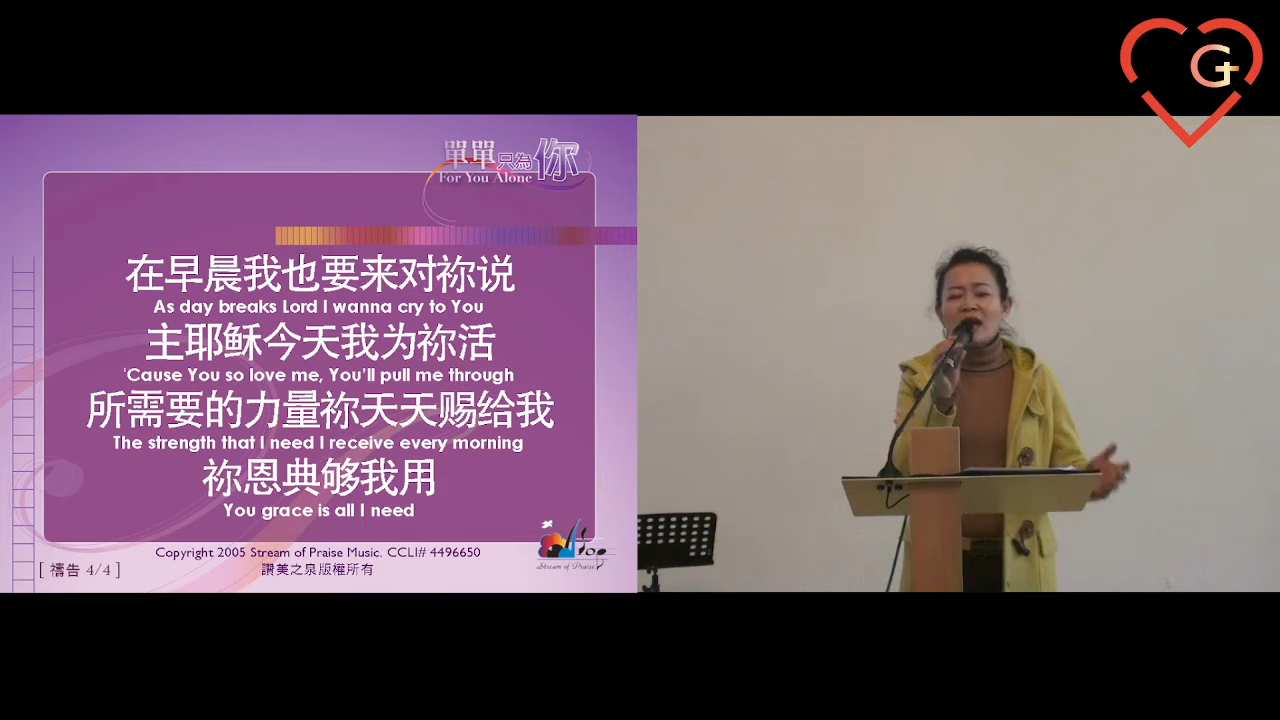 G
單單只為你
For You Alone
在早晨我也要来对祢说
As day breaks Lord I wanna cry to You
主耶稣今天我为祢活
'Cause You so love me, You'll pull me through
所需要的力量祢天天赐给我
The strength that I need I receive every morning
祢恩典够我用
You grace is all I need
Copyright 2005 Stream of Praise Music. CCLI# 4496650
讚美之泉版權所有
[ 禱告 4/4 ]
Stream of Praise